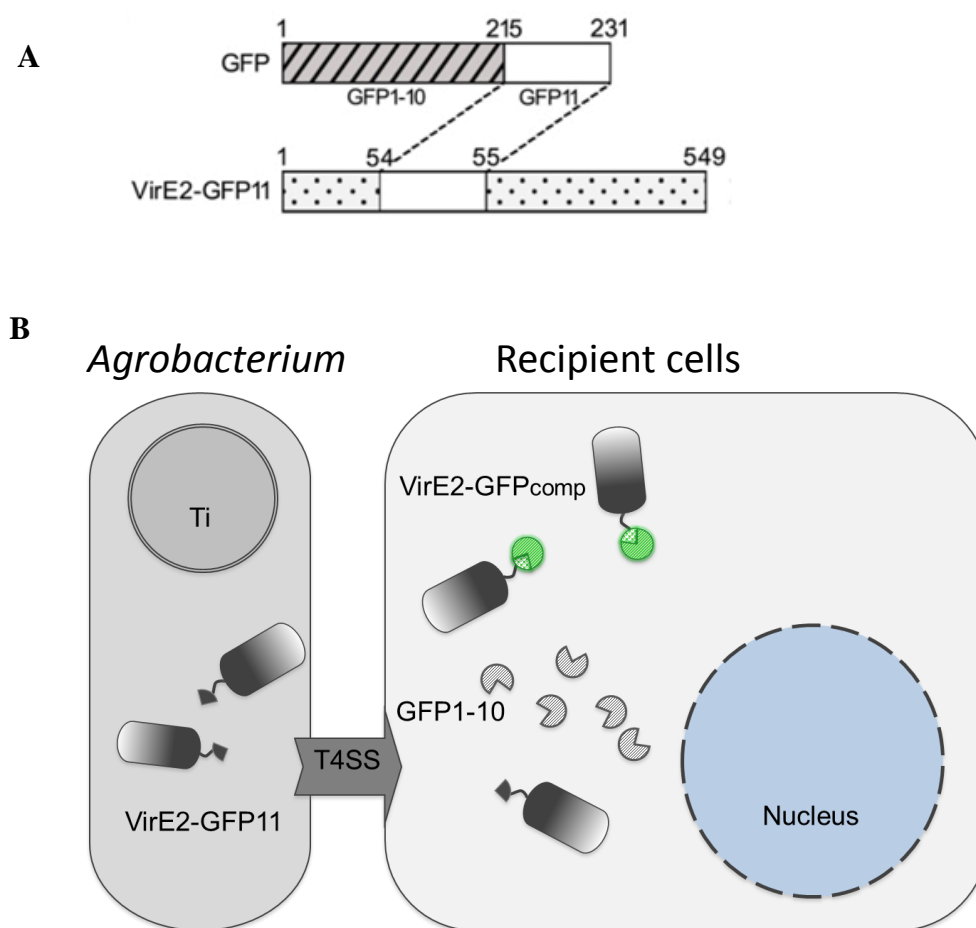 A
1 215 231
GFP
GFP1-10 GFP11
1 54 55 549
VirE2-GFP11
B
Agrobacterium Recipient cells
VirE2-GFPcomp
Ti
GFP1-10
T4SS
VirE2-GFP11
Nucleus